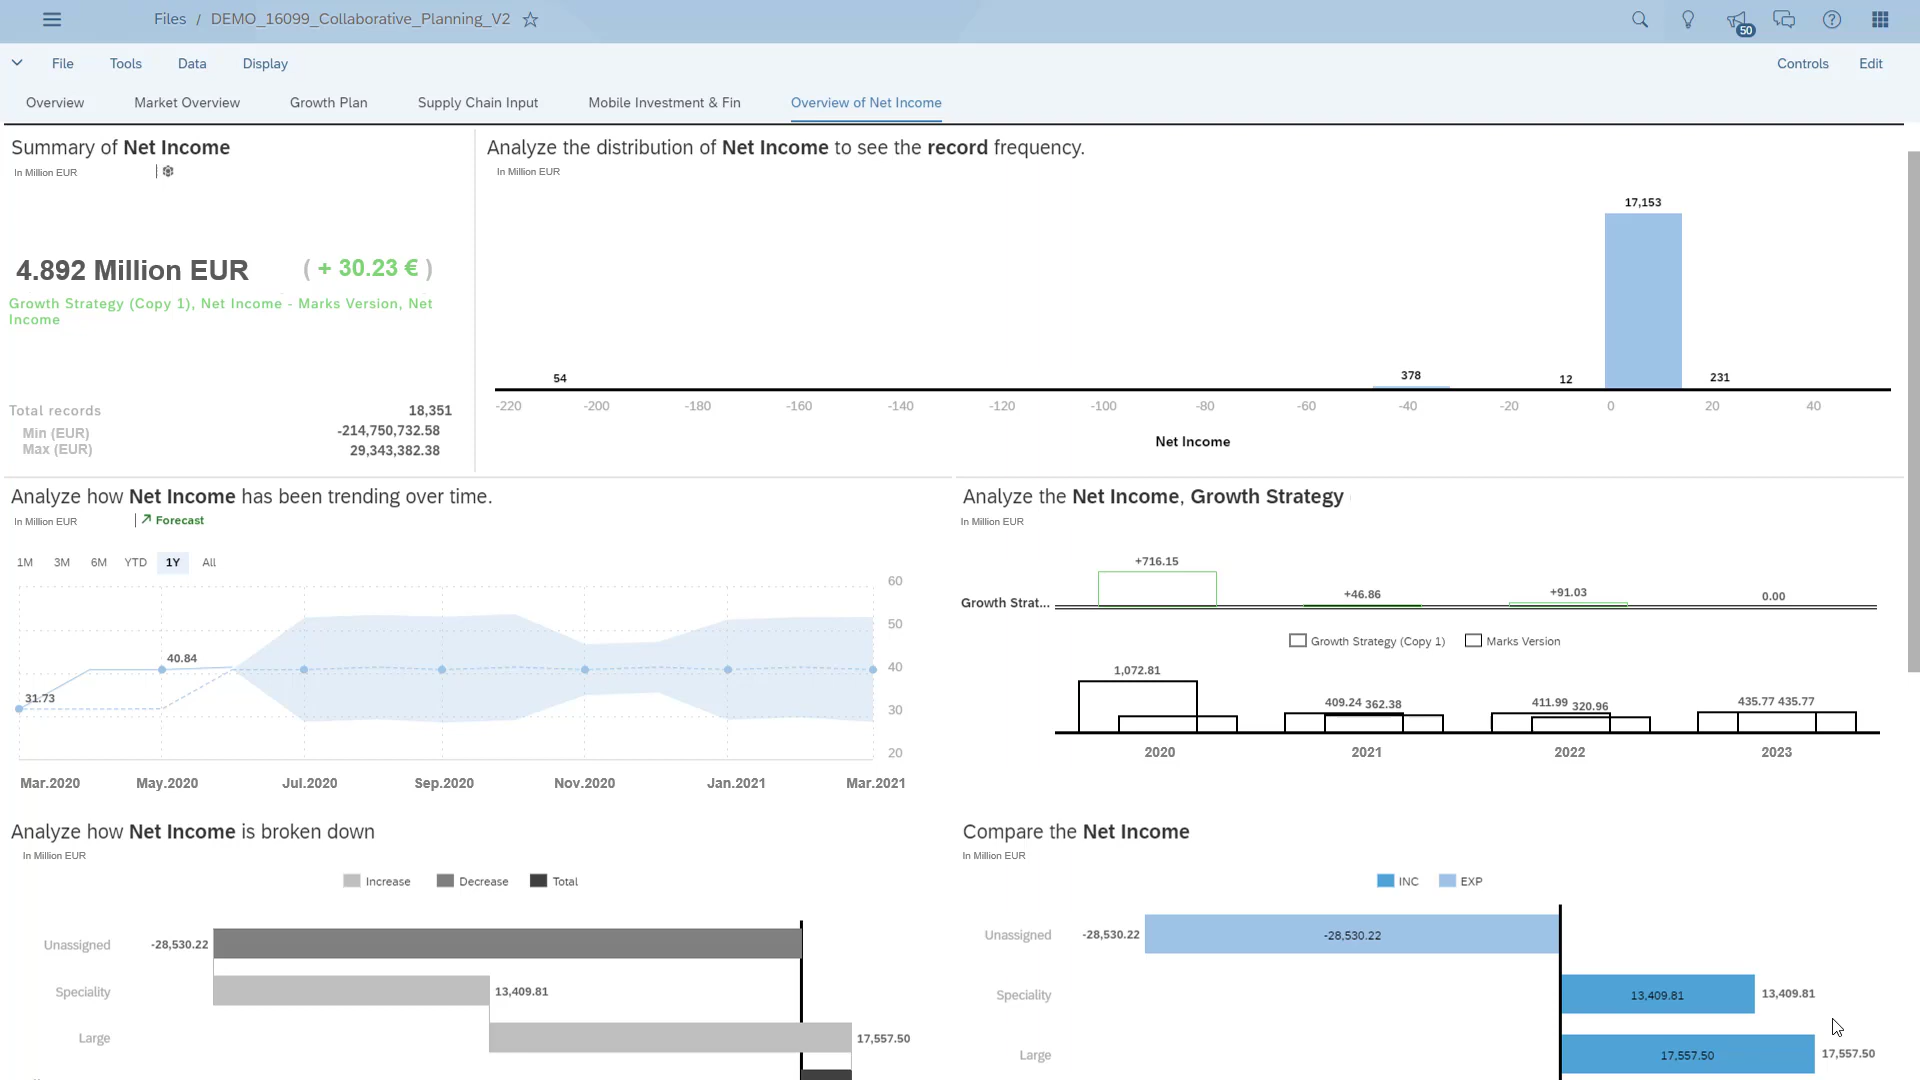 Files / DEMO_16099_Collaborative_Planning_V2
50
File Tools Data Display Controls Edit
Overview Market Overview Growth Plan Supply Chain Input Mobile Investment & Fin Overview of Net Income
Summary of Net Income
In Million EUR
4.892 Million EUR ( + 30.23 € )
Growth Strategy (Copy 1), Net Income - Marks Version, Net
Income
Total records 18,351
Min (EUR) -214,750,732.58
Max (EUR) 29,343,382.38
Analyze the distribution of Net Income to see the record frequency.
In Million EUR
17,153
54 378 12 231
-220 -200 -180 -160 -140 -120 -100 -80 -60 -40 -20 0 20 40
Net Income
Analyze how Net Income has been trending over time.
In Million EUR Forecast
1M 3M 6M YTD 1Y All
60
50
40.84
40
31.73
30
20
Mar.2020 May.2020 Jul.2020 Sep.2020 Nov.2020 Jan.2021 Mar.2021
Analyze the Net Income, Growth Strategy
In Million EUR
+716.15
+46.86 +91.03 0.00
Growth Strat...
Growth Strategy (Copy 1) Marks Version
1,072.81
409.24 362.38 411.99 320.96 435.77 435.77
2020 2021 2022 2023
Analyze how Net Income is broken down
In Million EUR
Increase Decrease Total
Unassigned -28,530.22
Speciality 13,409.81
Large 17,557.50
Compare the Net Income
In Million EUR
INC EXP
Unassigned -28,530.22 -28,530.22
Speciality 13,409.81 13,409.81
Large 17,557.50 17,557.50